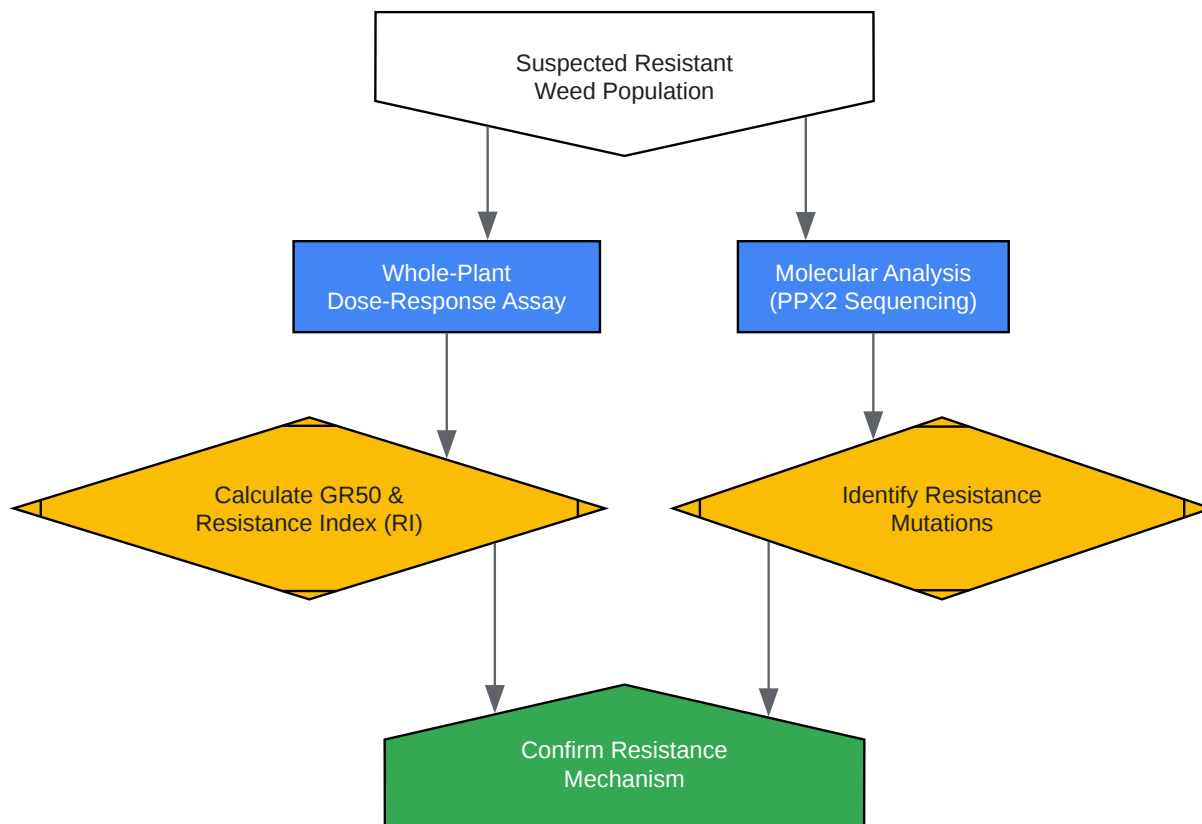 Suspected Resistant
Weed Population
Whole-Plant
Dose-Response Assay
Molecular Analysis
(PPX2 Sequencing)
Calculate GR50 &
Resistance Index (RI)
Identify Resistance
Mutations
Confirm Resistance
Mechanism